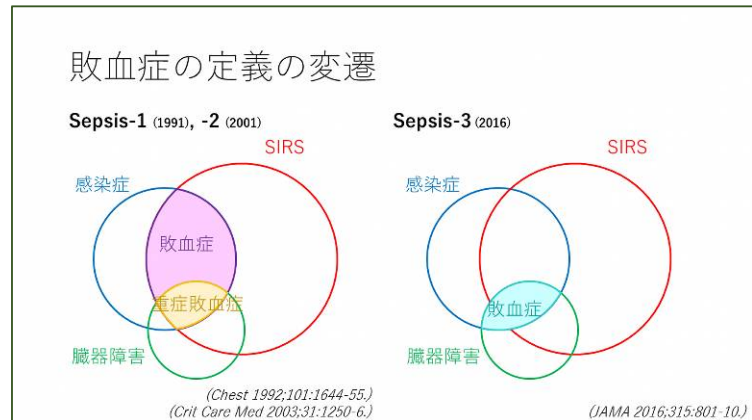 敗血症の定義の変遷
Sepsis-1 (1991), -2 (2001)
SIRS
感染症
敗血症
重症敗血症
臓器障害
(Chest 1992;101:1644-55.)
(Crit Care Med 2003;31:1250-6.)
Sepsis-3 (2016)
SIRS
感染症
敗血症
臓器障害
(JAMA 2016;315:801-10.)